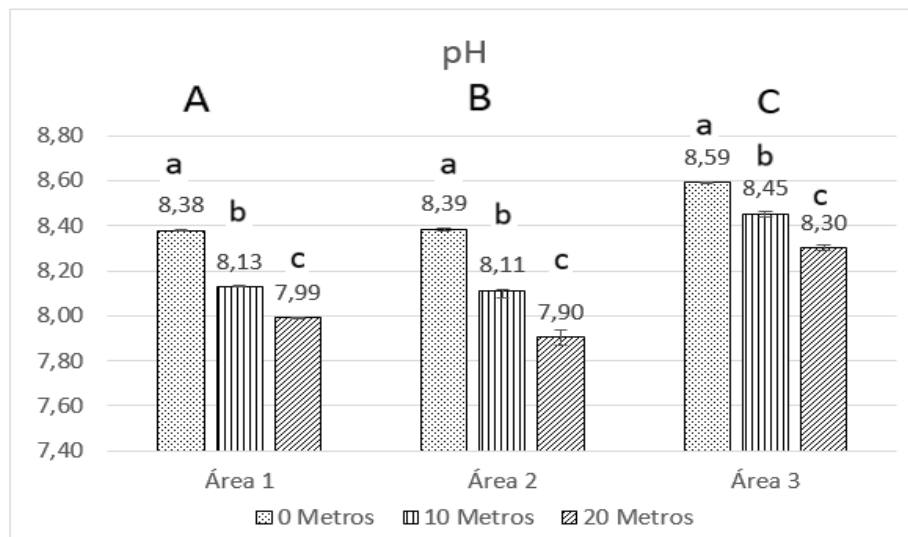 pH
A B C
8,80
8,60
8,40
8,20
8,00
7,80
7,60
7,40
a b c
8,38 8,13 7,99
a b c
8,39 8,11 7,90
a b c
8,59 8,45 8,30
Área 1 Área 2 Área 3
0 Metros 10 Metros 20 Metros